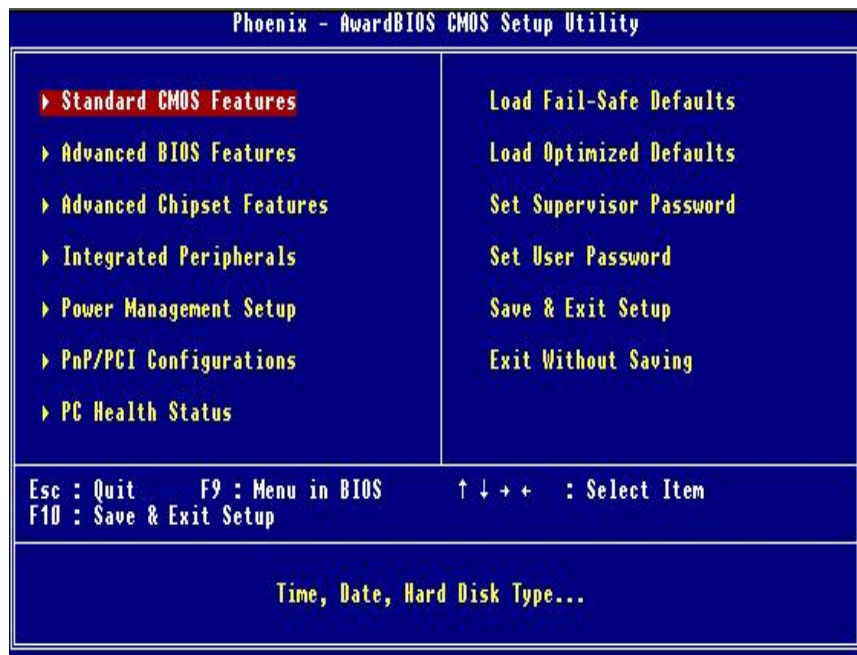 Phoenix - AwardBIOS CMOS Setup Utility
▸ Standard CMOS Features
▸ Advanced BIOS Features
▸ Advanced Chipset Features
▸ Integrated Peripherals
▸ Power Management Setup
▸ PnP/PCI Configurations
▸ PC Health Status
Load Fail-Safe Defaults
Load Optimized Defaults
Set Supervisor Password
Set User Password
Save & Exit Setup
Exit Without Saving
Esc : Quit F9 : Menu in BIOS ↑ ↓ → ← : Select Item
F10 : Save & Exit Setup
Time, Date, Hard Disk Type...